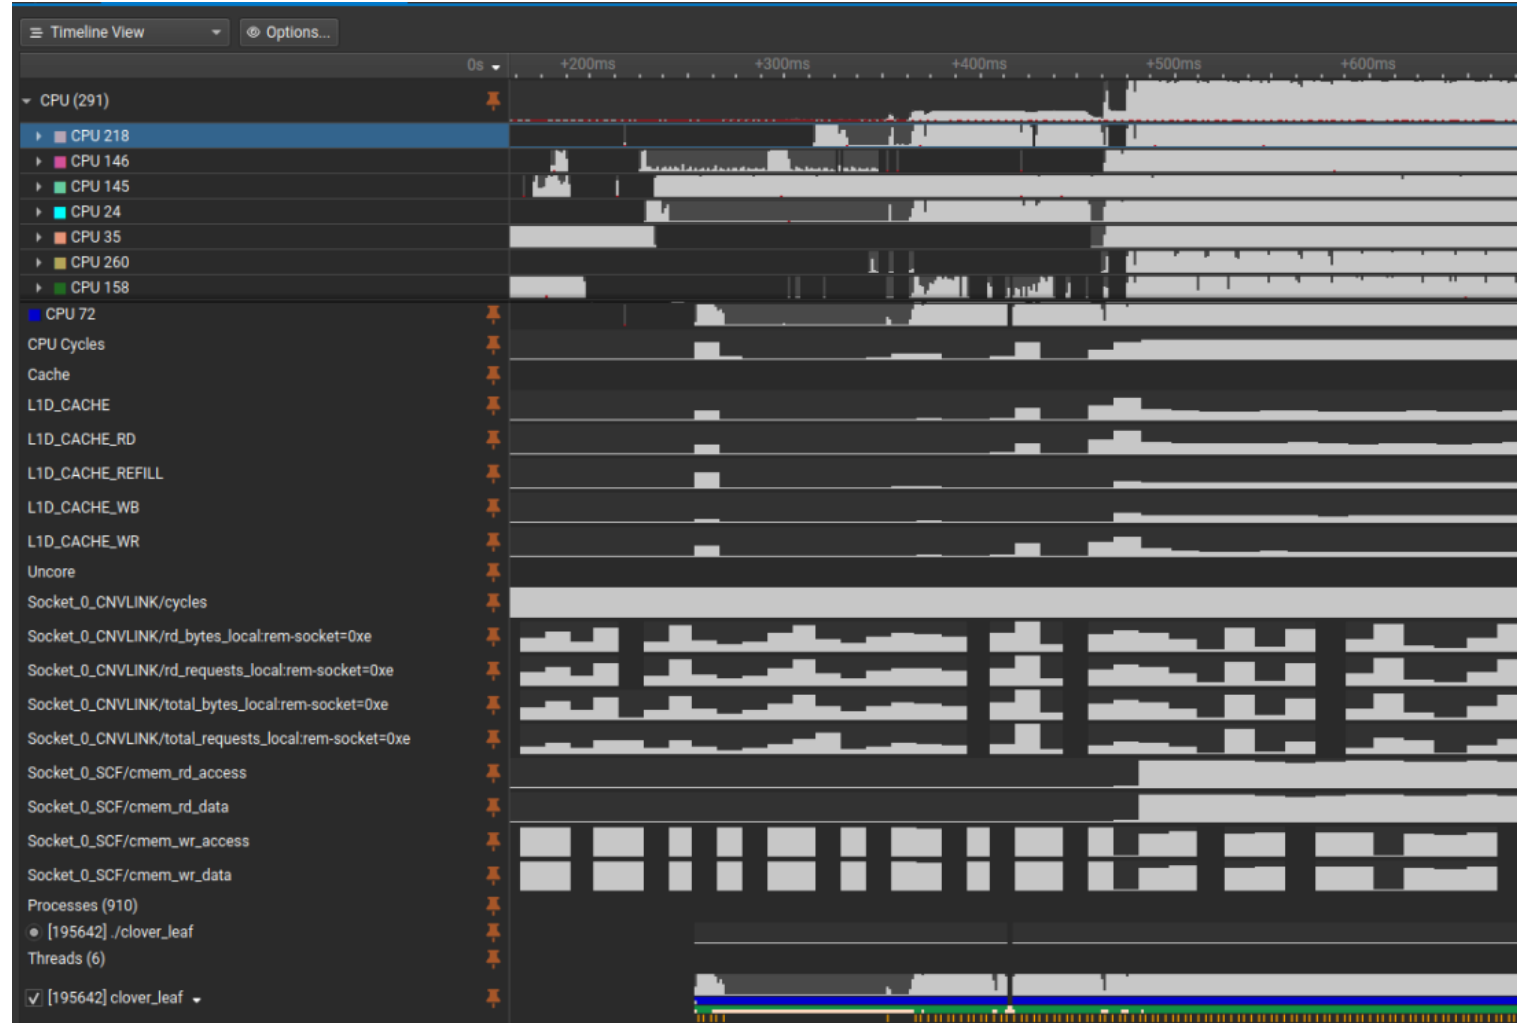 Timeline View
Options...
0s +200ms +300ms +400ms +500ms +600ms
CPU (291)
CPU 218
CPU 146
CPU 145
CPU 24
CPU 35
CPU 260
CPU 158
CPU 72
CPU Cycles
Cache
L1D_CACHE
L1D_CACHE_RD
L1D_CACHE_REFILL
L1D_CACHE_WB
L1D_CACHE_WR
Uncore
Socket_0_CNVLINK/cycles
Socket_0_CNVLINK/rd_bytes_local:rem-socket=0xe
Socket_0_CNVLINK/rd_requests_local:rem-socket=0xe
Socket_0_CNVLINK/total_bytes_local:rem-socket=0xe
Socket_0_CNVLINK/total_requests_local:rem-socket=0xe
Socket_0_SCF/cmem_rd_access
Socket_0_SCF/cmem_rd_data
Socket_0_SCF/cmem_wr_access
Socket_0_SCF/cmem_wr_data
Processes (910)
[195642] ./clover_leaf
Threads (6)
[195642] clover_leaf